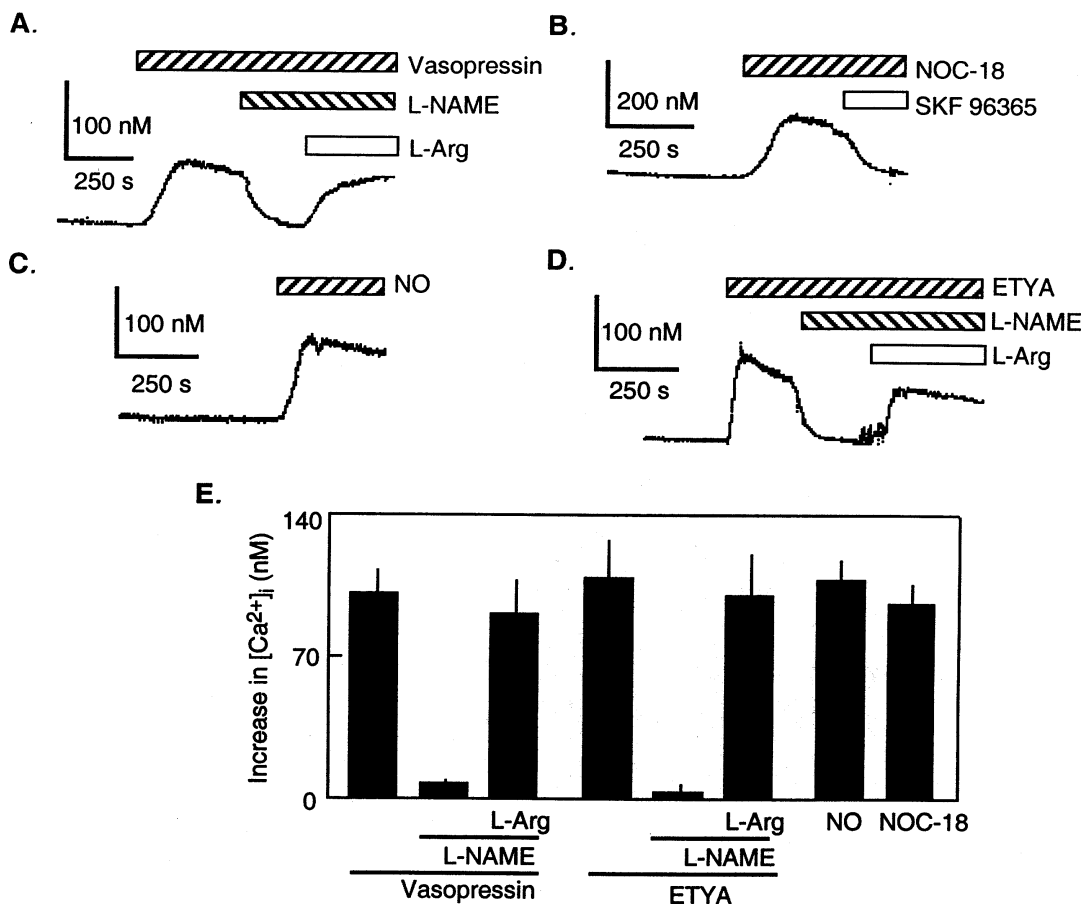 A.
Vasopressin
L-NAME
100 nM
L-Arg
250 s
B.
NOC-18
200 nM
SKF 96365
250 s
C.
NO
100 nM
250 s
D.
ETYA
L-NAME
100 nM
L-Arg
250 s
E.
Increase in [Ca2+]i (nM)
140
70
0
L-Arg L-Arg NO NOC-18
L-NAME L-NAME
Vasopressin ETYA